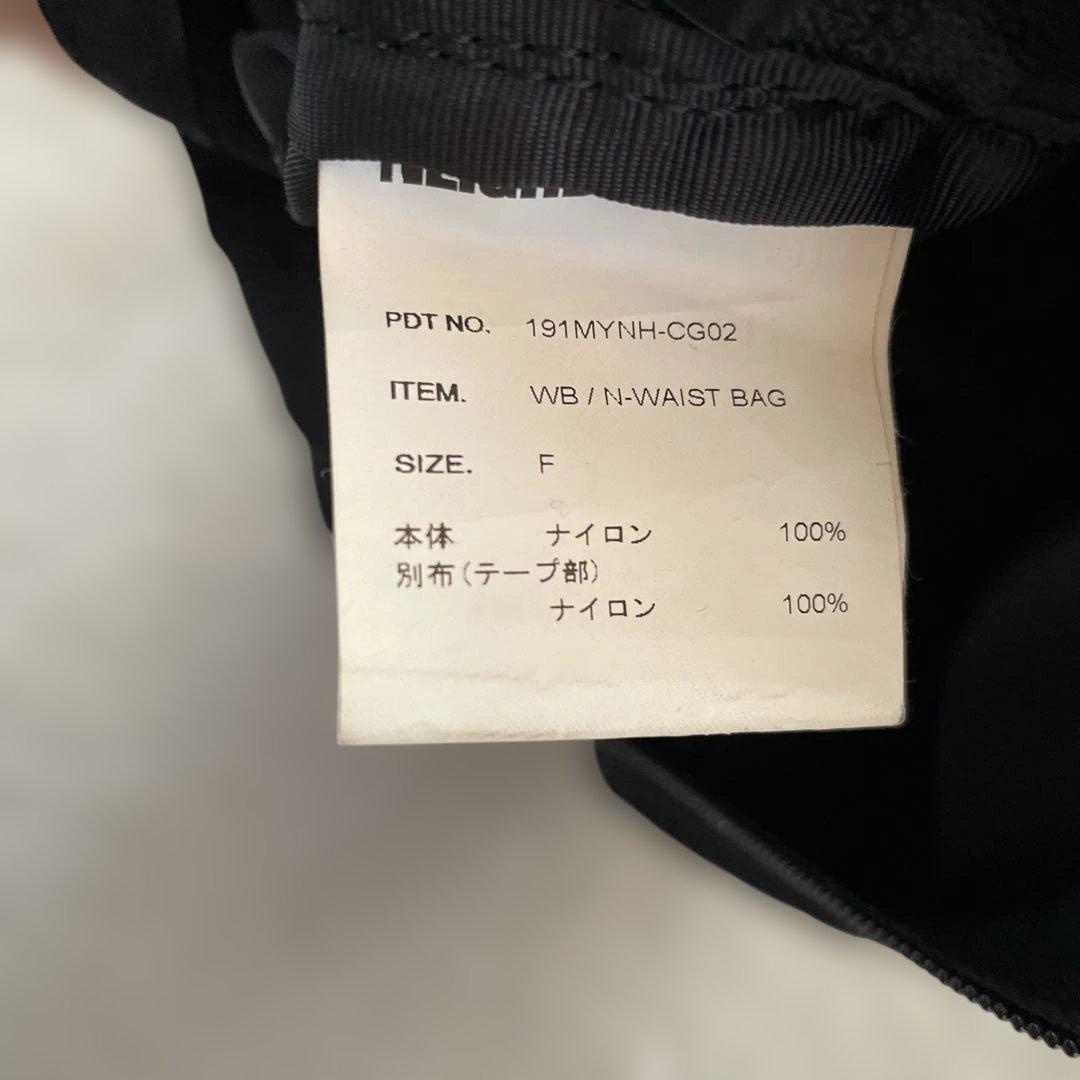 PDT NO. 191MYNH-CG02
ITEM. WB / N-WAIST BAG
SIZE. F
本体 ナイロン 100%
別布(テープ部)
ナイロン 100%